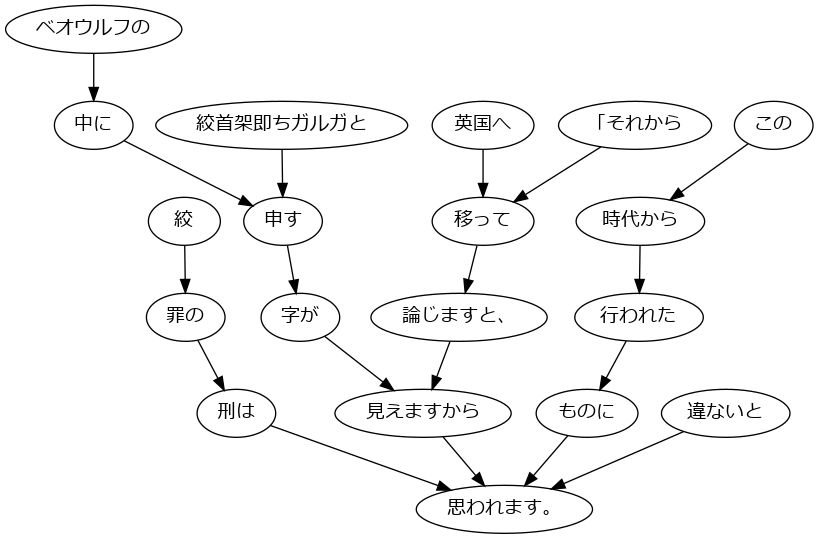 ベオウルフの
中に
絞首架即ちガルガと
英国へ
「それから
この
絞
申す
移って
時代から
罪の
字が
論じますと、
行われた
刑は
見えますから
ものに
違ないと
思われます。